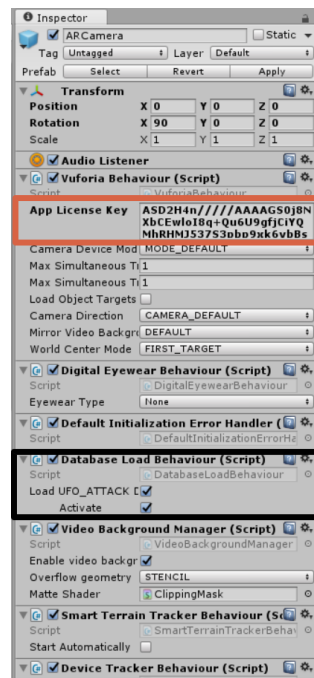 Inspector
ARCamera Static
Tag Untagged Layer Default
Prefab Select Revert Apply
Transform
Position X 0 Y 0 Z 0
Rotation X 90 Y 0 Z 0
Scale X 1 Y 1 Z 1
Audio Listener
Vuforia Behaviour (Script)
Script VuforiaBehaviour
App License Key ASD2H4n/////AAAAGS0j8N
XbCEwloI8q+Qu6U9gfjCiYQ
MhRHMJ537S3pbp9xk6vbBs
Camera Device Mod MODE_DEFAULT
Max Simultaneous Ti 1
Max Simultaneous Ti 1
Load Object Targets
Camera Direction CAMERA_DEFAULT
Mirror Video Backgro DEFAULT
World Center Mode FIRST_TARGET
Digital Eyewear Behaviour (Script)
Script DigitalEyewearBehaviour
Eyewear Type None
Default Initialization Error Handler (
Script DefaultInitializationErrorHa
Database Load Behaviour (Script)
Script DatabaseLoadBehaviour
Load UFO_ATTACK D
Activate
Video Background Manager (Script)
Script VideoBackgroundManager
Enable video backgr
Overflow geometry STENCIL
Matte Shader ClippingMask
Smart Terrain Tracker Behaviour (Sc
Script SmartTerrainTrackerBehav
Start Automatically
Device Tracker Behaviour (Script)